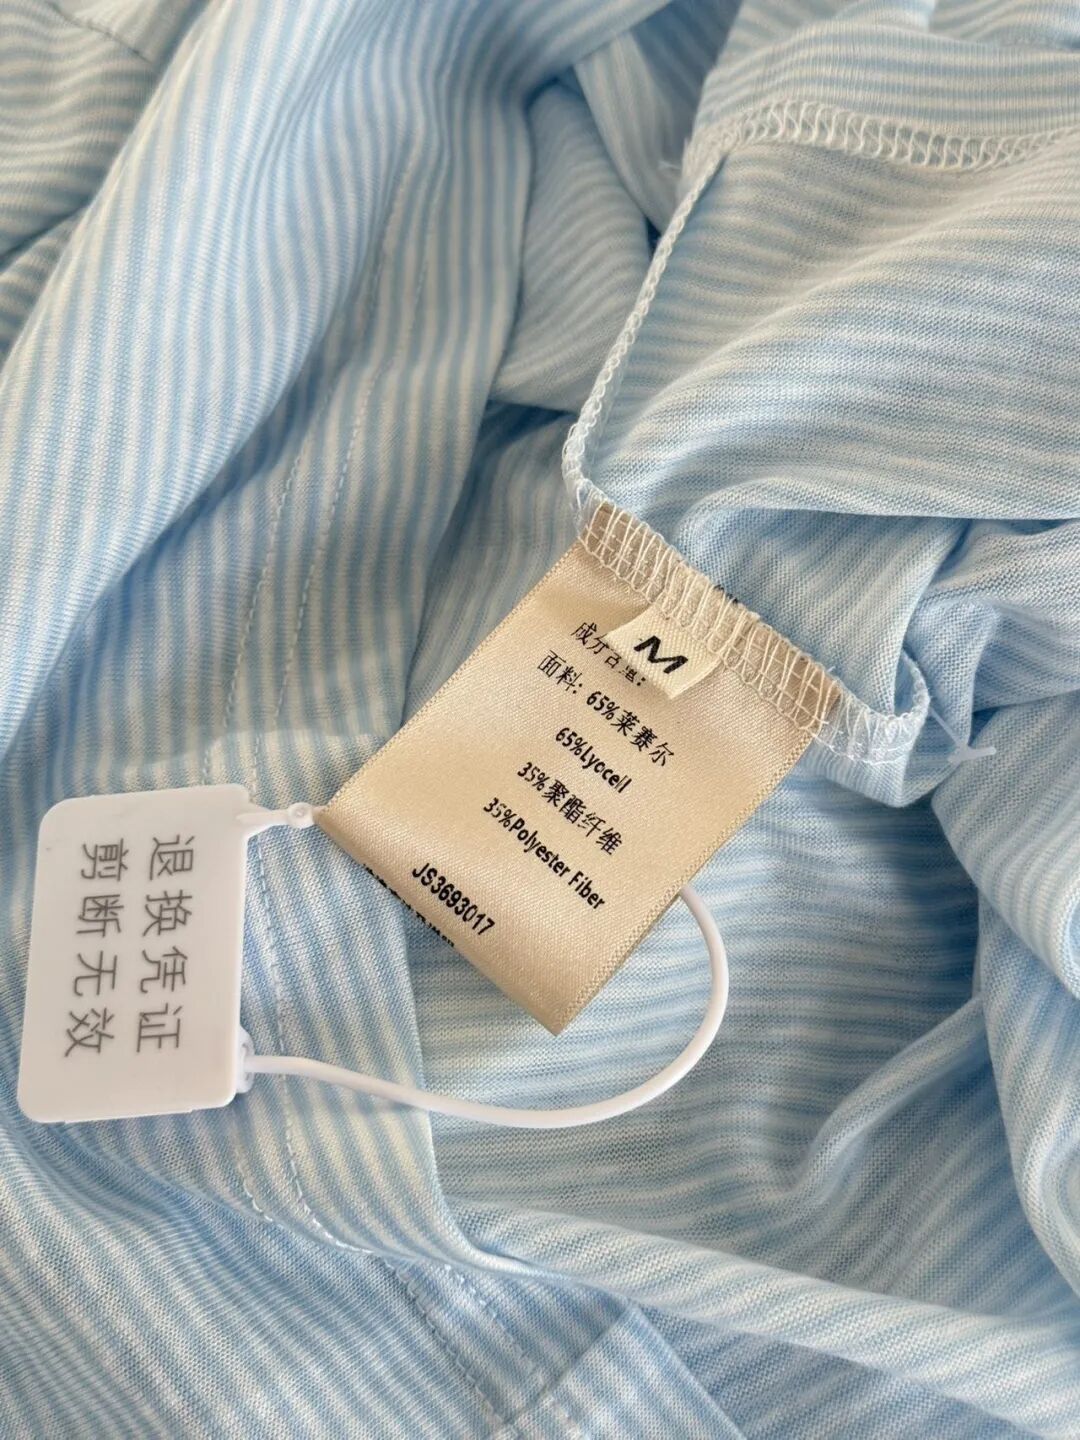 M
成分含量:
面料: 65%莱赛尔
65%Lyocell
35%聚酯纤维
35%Polyester Fiber
JS3693017
退换凭证
剪断无效